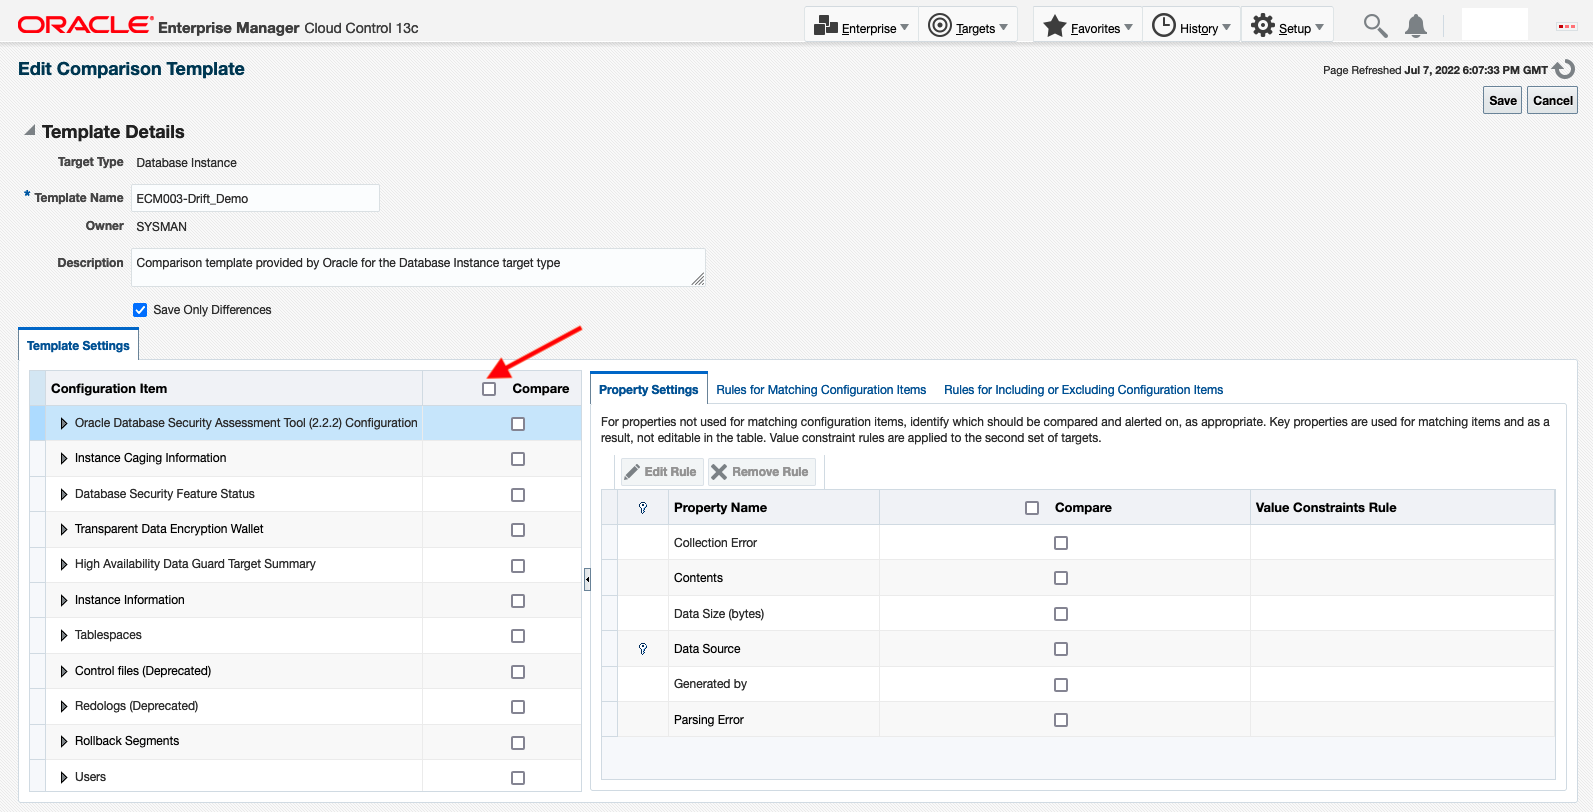 ORACLE Enterprise Manager Cloud Control 13c
Enterprise
Targets
Favorites
History
Setup
Edit Comparison Template
Page Refreshed Jul 7, 2022 6:07:33 PM GMT
Save
Cancel
Template Details
Target Type Database Instance
* Template Name ECM003-Drift_Demo
Owner SYSMAN
Description Comparison template provided by Oracle for the Database Instance target type
Save Only Differences
Template Settings
Configuration Item Compare
Oracle Database Security Assessment Tool (2.2.2) Configuration
Instance Caging Information
Database Security Feature Status
Transparent Data Encryption Wallet
High Availability Data Guard Target Summary
Instance Information
Tablespaces
Control files (Deprecated)
Redologs (Deprecated)
Rollback Segments
Users
Property Settings
Rules for Matching Configuration Items
Rules for Including or Excluding Configuration Items
For properties not used for matching configuration items, identify which should be compared and alerted on, as appropriate. Key properties are used for matching items and as a
result, not editable in the table. Value constraint rules are applied to the second set of targets.
Edit Rule
Remove Rule
Property Name Compare Value Constraints Rule
Collection Error
Contents
Data Size (bytes)
Data Source
Generated by
Parsing Error